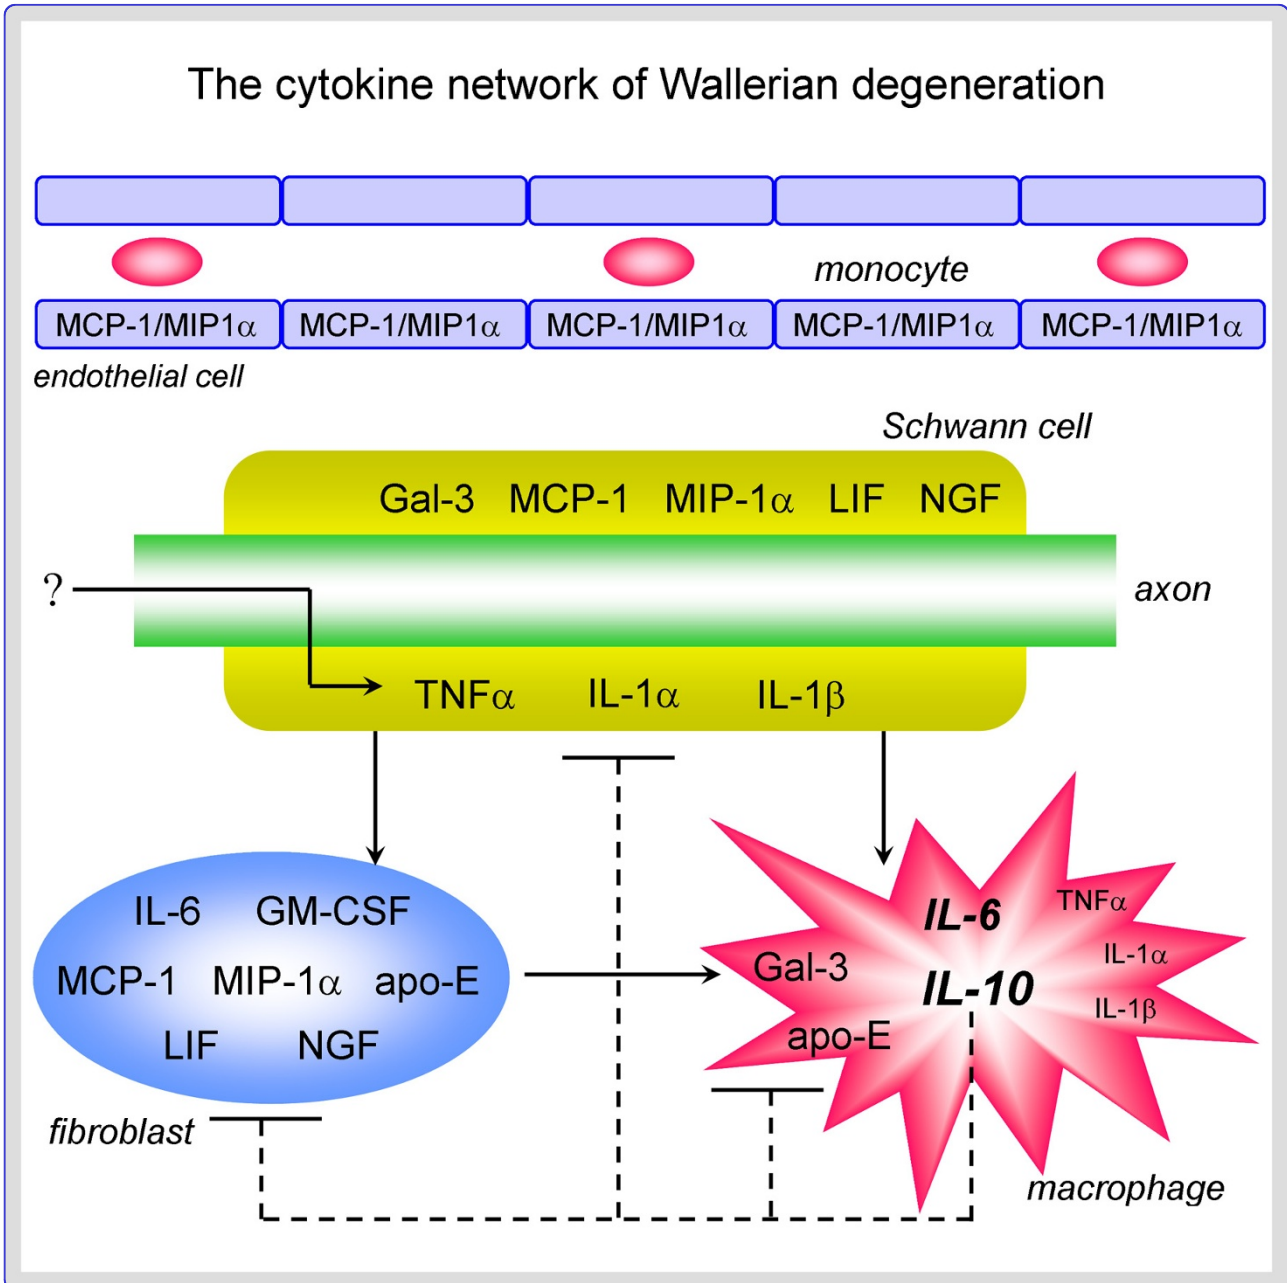 The cytokine network of Wallerian degeneration
monocyte
MCP-1/MIP1α MCP-1/MIP1α MCP-1/MIP1α MCP-1/MIP1α MCP-1/MIP1α
endothelial cell
Schwann cell
Gal-3 MCP-1 MIP-1α LIF NGF
?
axon
TNFα IL-1α IL-1β
IL-6 GM-CSF
MCP-1 MIP-1α apo-E
LIF NGF
fibroblast
IL-6 TNFα
Gal-3 IL-1α
IL-10 IL-1β
apo-E
macrophage